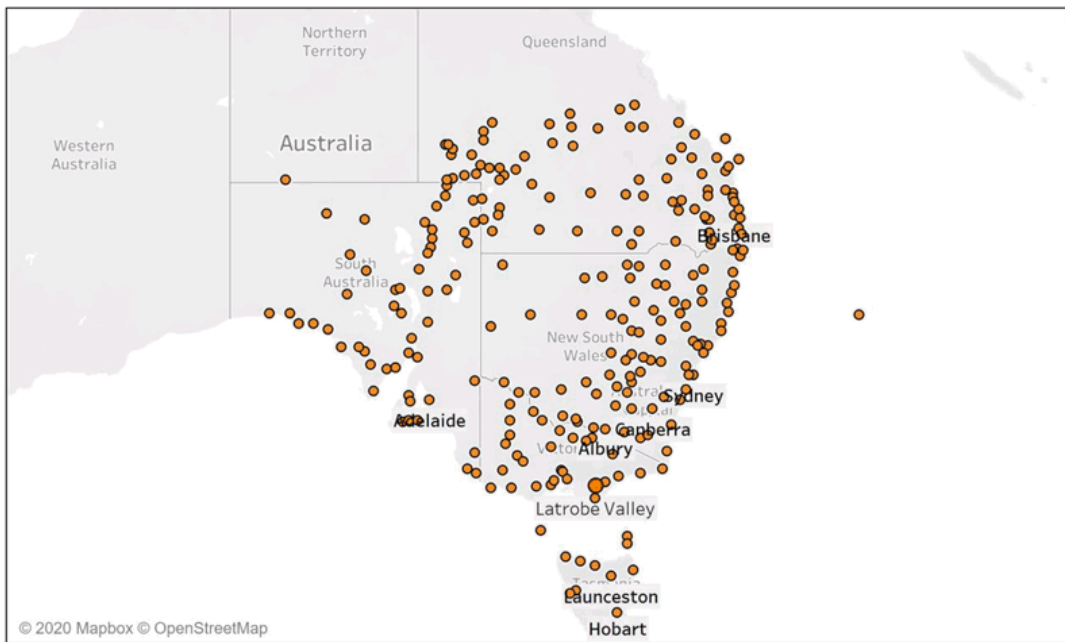 Northern
Territory
Queensland
Western
Australia
Australia
Brisbane
South
Australia
New South
Wales
Sydney
Adelaide
Canberra
Albury
Latrobe Valley
Launceston
Hobart
© 2020 Mapbox © OpenStreetMap